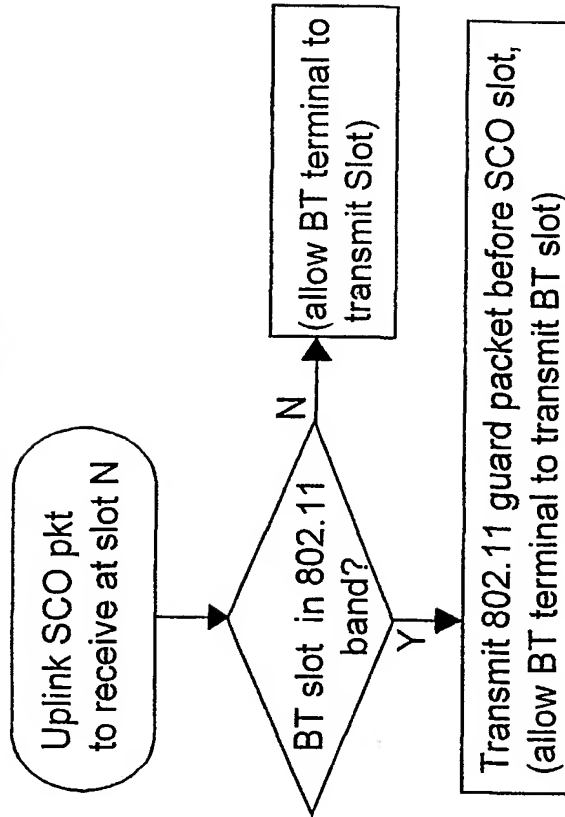 Uplink SCO pkt
to receive at slot N
BT slot in 802.11
band?
N
(allow BT terminal to
transmit Slot)
Y
Transmit 802.11 guard packet before SCO slot,
(allow BT terminal to transmit BT slot)